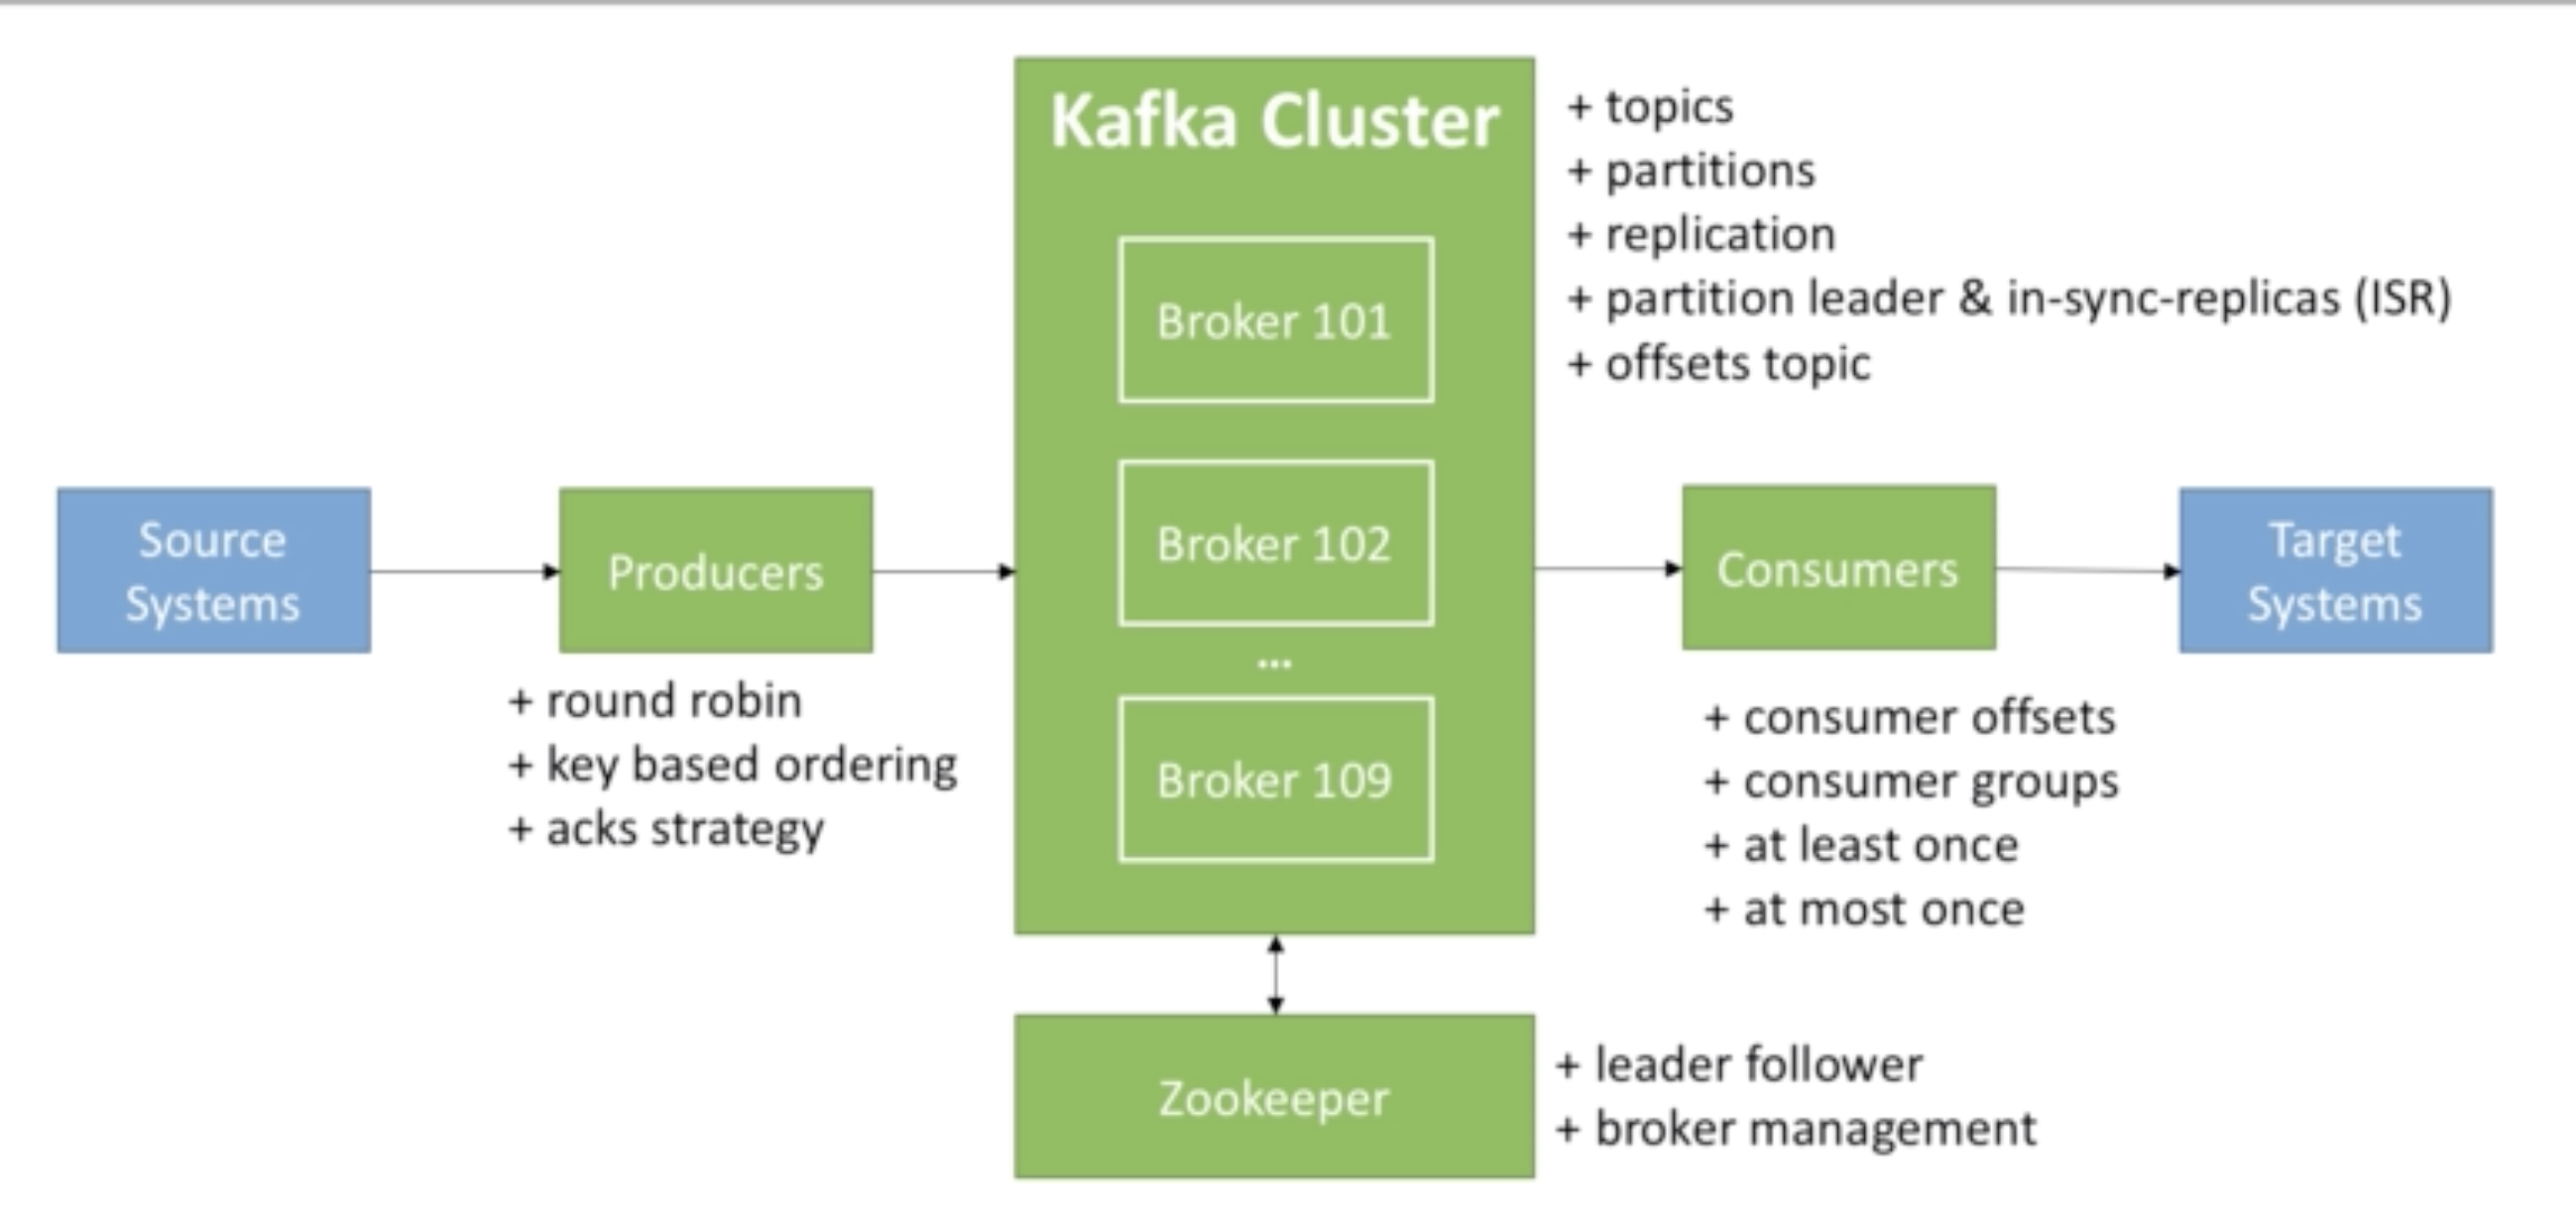 Kafka Cluster
Broker 101
Broker 102
...
Broker 109
+ topics
+ partitions
+ replication
+ partition leader & in-sync-replicas (ISR)
+ offsets topic
Source
Systems
Producers
+ round robin
+ key based ordering
+ acks strategy
Consumers
+ consumer offsets
+ consumer groups
+ at least once
+ at most once
Target
Systems
Zookeeper
+ leader follower
+ broker management